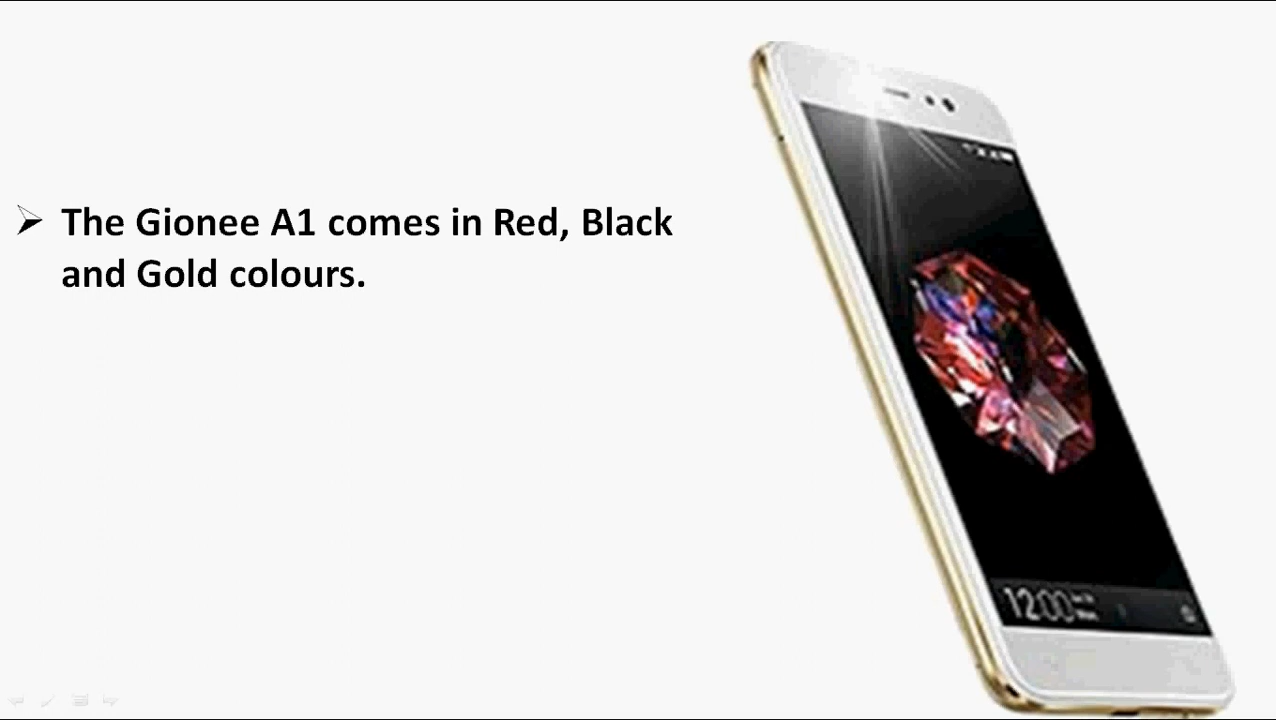 The Gionee A1 comes in Red, Black
and Gold colours.
12:00